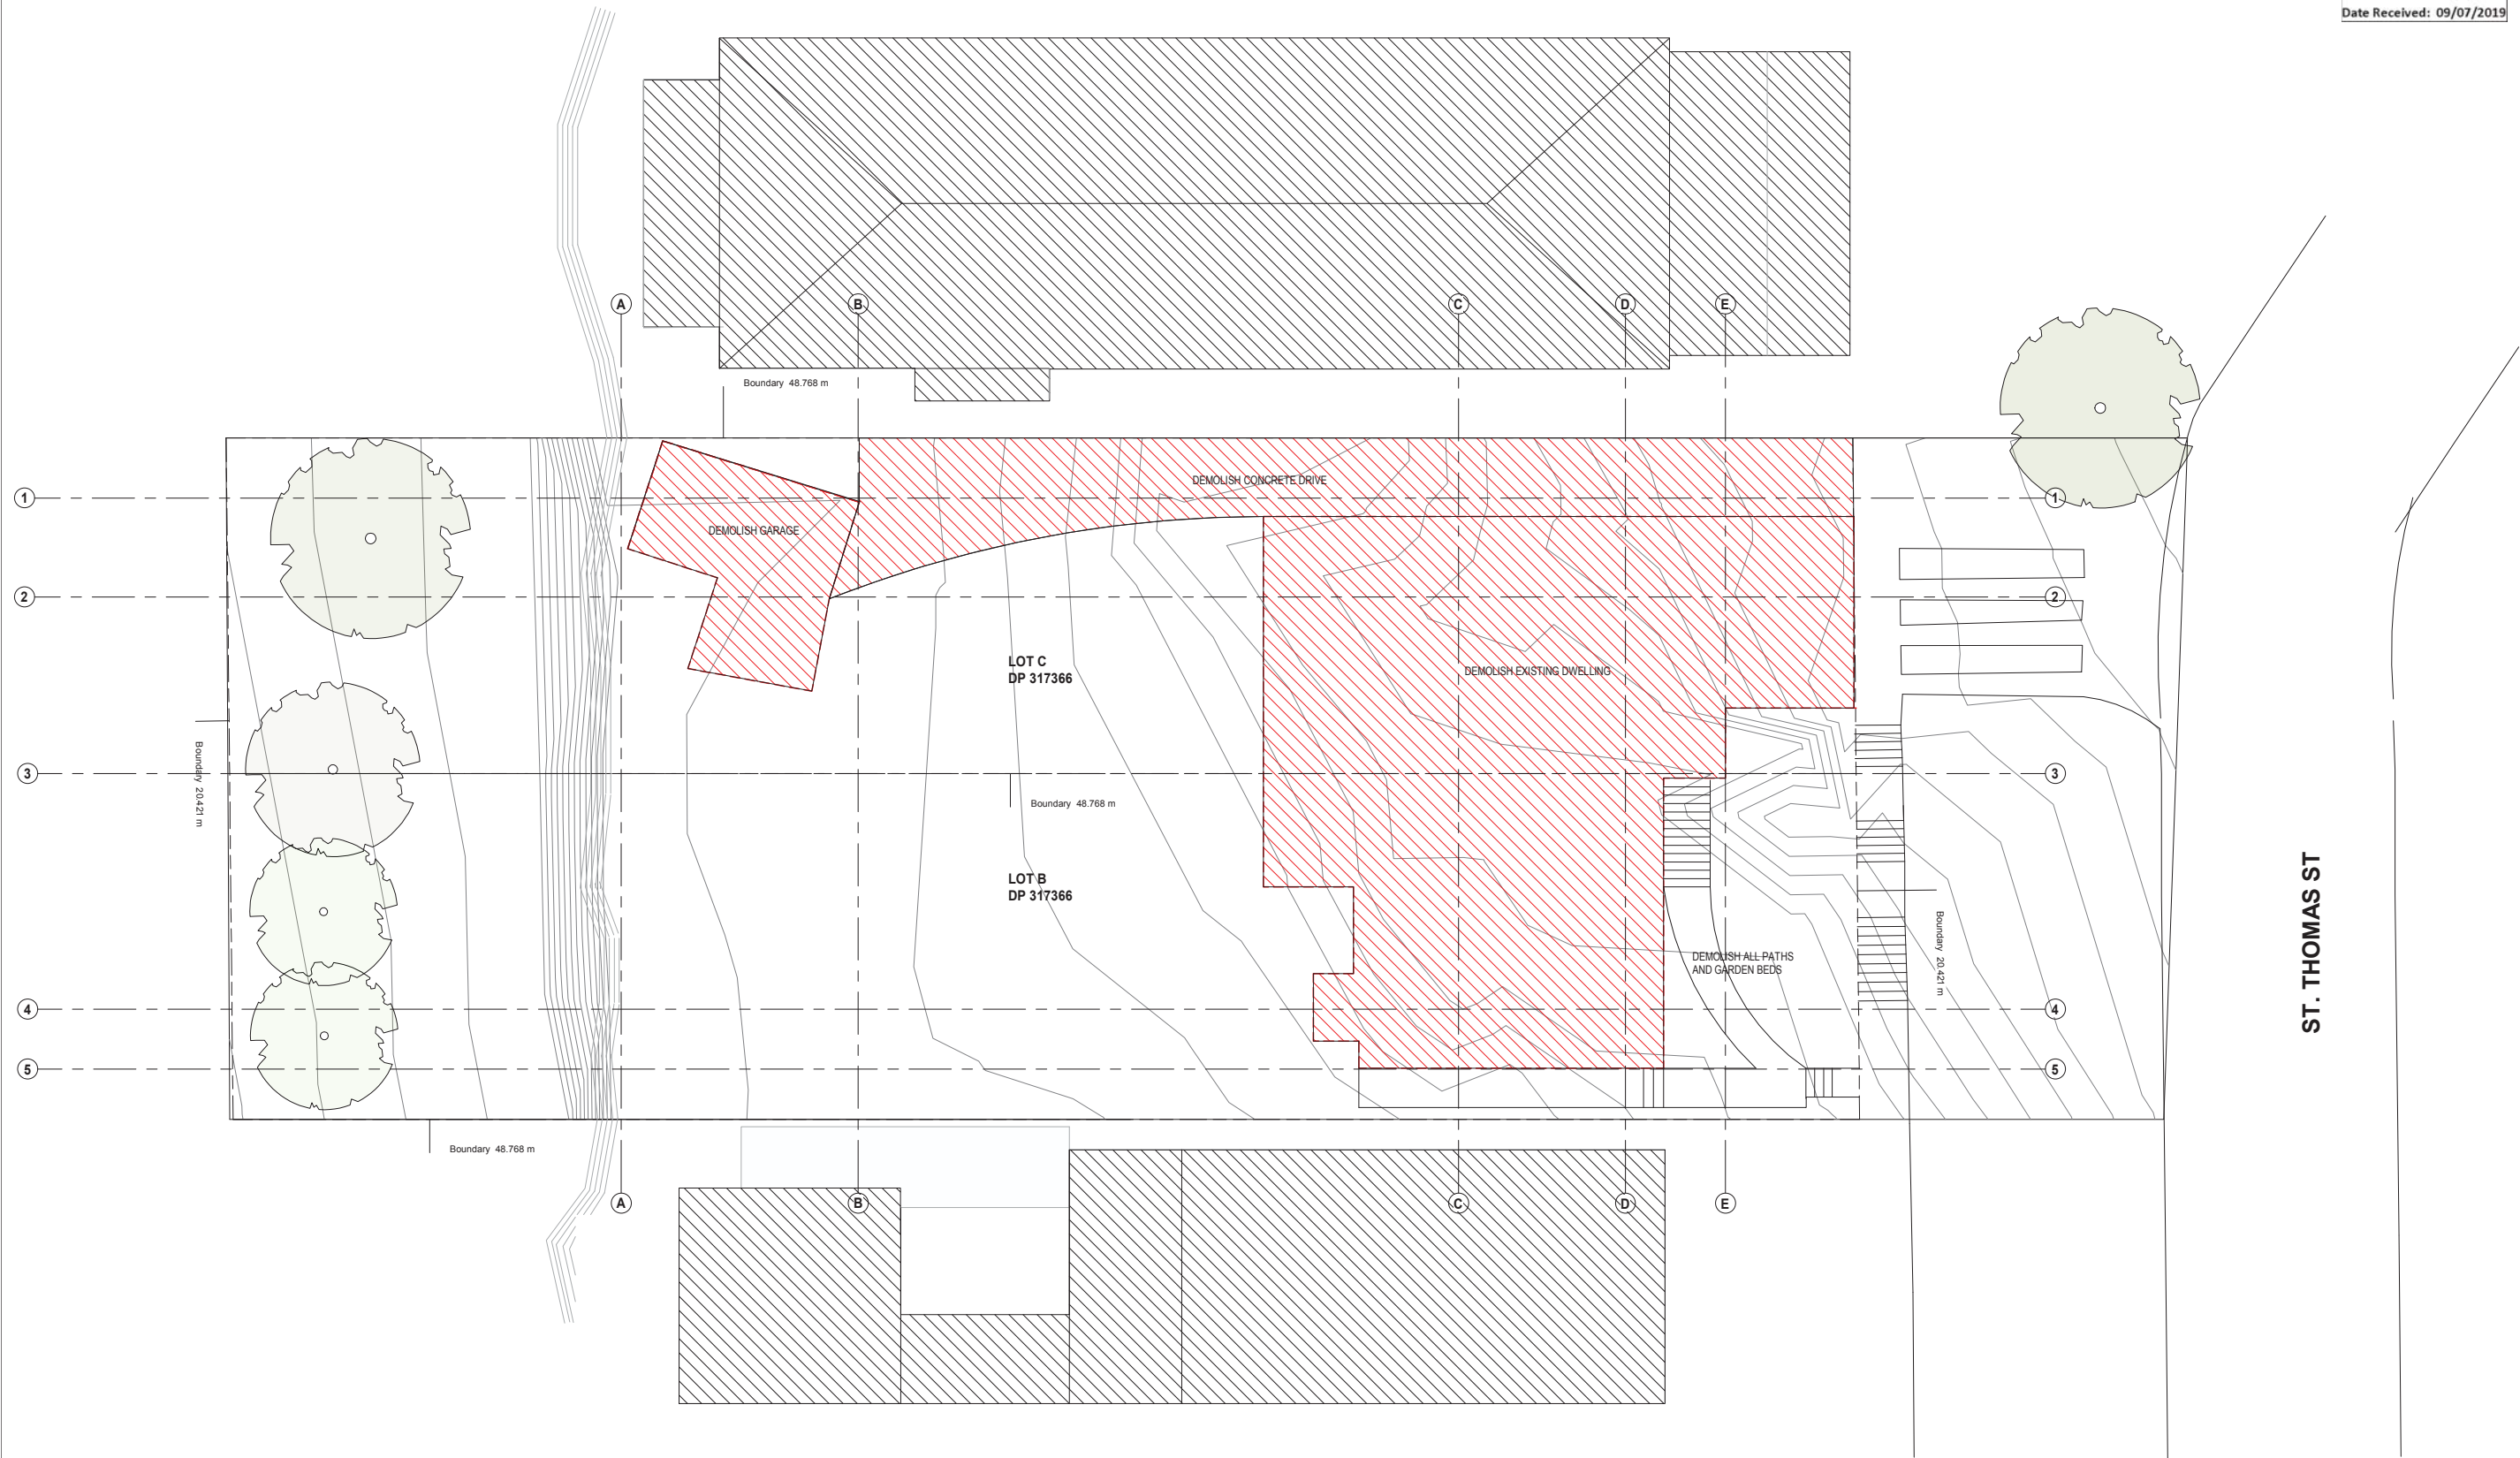 Date Received: 09/07/2019
A
B
C
D
E
Boundary 48.768 m
DEMOLISH CONCRETE DRIVE
1
1
DEMOLISH GARAGE
2
2
LOT C
DP 317366
DEMOLISH EXISTING DWELLING
Boundary 20.421 m
3
3
Boundary 48.768 m
LOT B
DP 317366
DEMOLISH ALL PATHS
AND GARDEN BEDS
Boundary 20.421 m
ST. THOMAS ST
4
4
5
5
Boundary 48.768 m
A
B
C
D
E